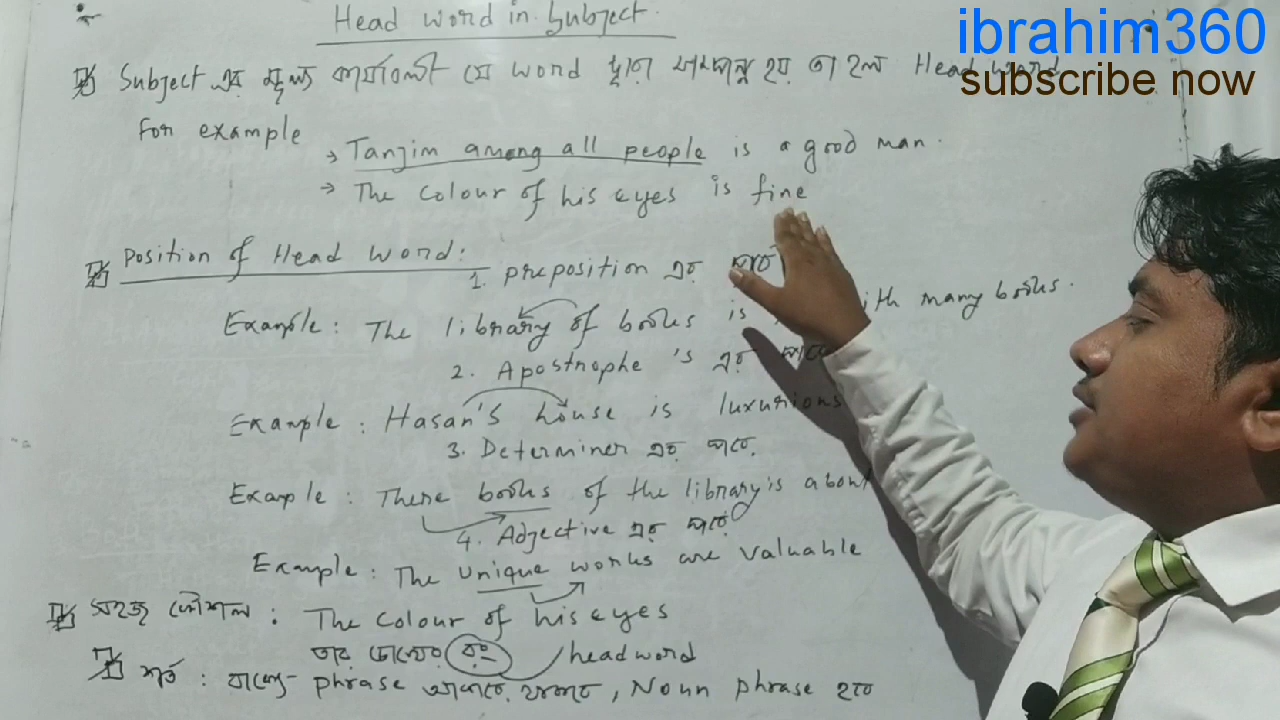 Head word in Subject.
ibrahim360
subscribe now
Subject এর মূল কার্যাবলী যে word দ্বারা সম্পন্ন হয় তা হল Head word
For example
→ Tanjim among all people is a good man.
→ The colour of his eyes is fine
Position of Head word:
1. preposition এর
Example: The library of books is with many books.
2. Apostrophe 's এর
Example: Hasan's house is luxurious
3. Determiner এর পরে.
Example: These books of the library is about
4. Adjective এর পরে
Example: The unique works are valuable
সহজ কৌশল: The colour of his eyes
তার চোখের রং headword
শর্ত: phrase থাকতে, Noun phrase হবে